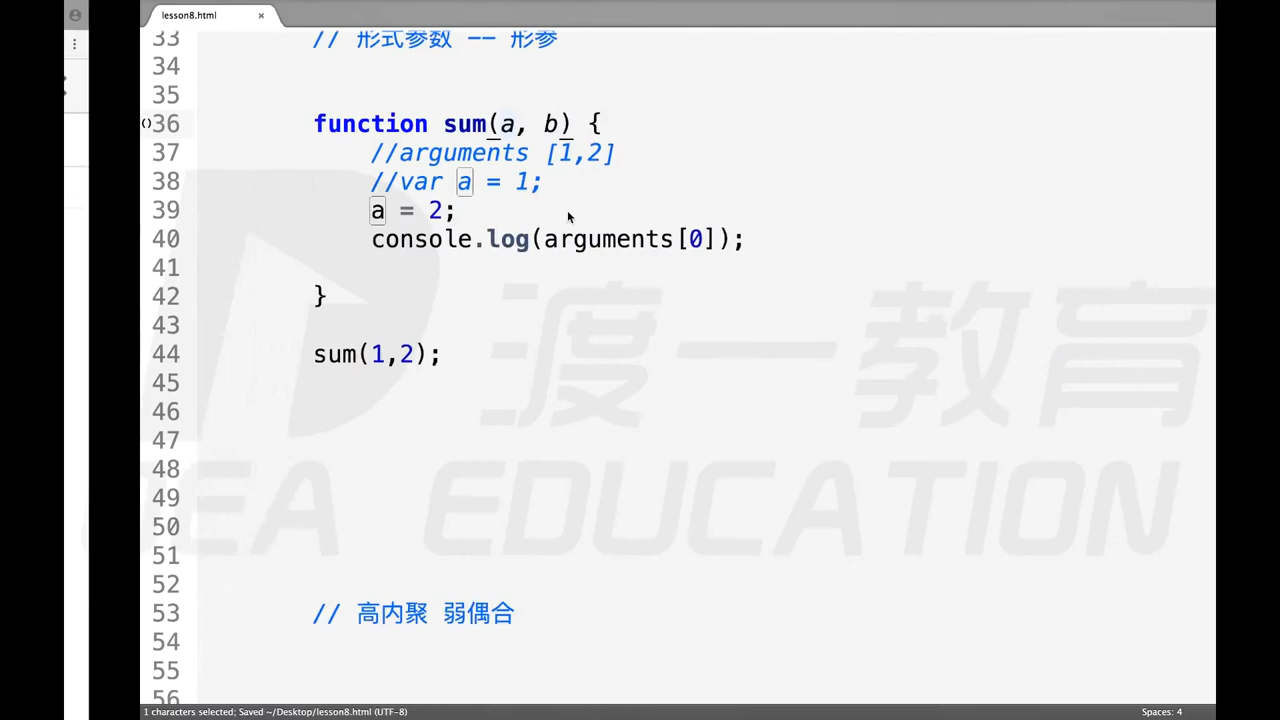 lesson8.html
33 // 形式参数 -- 形参
34
35
()36 function sum(a, b) {
37 //arguments [1,2]
38 //var a = 1;
39 a = 2;
40 console.log(arguments[0]);
41
42 }
43
44 sum(1,2);
45
46
47
48
49
50
51
52
53 // 高内聚 弱偶合
54
55
56
渡一教育
DEA EDUCATION
1 characters selected; Saved ~/Desktop/lesson8.html (UTF-8)
Spaces: 4